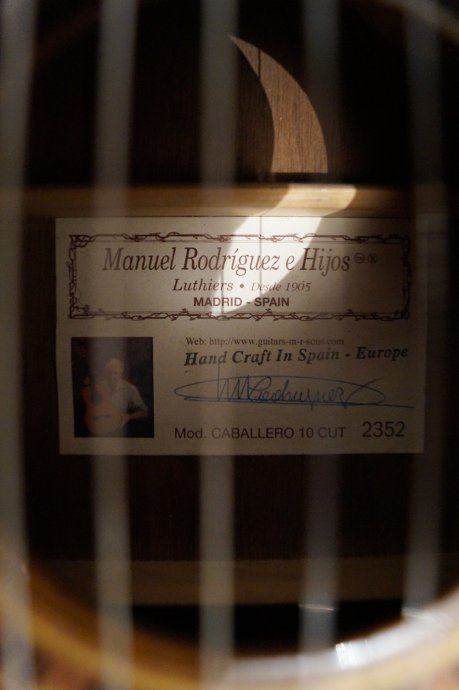 Manuel Rodríguez e Hijos
Luthiers • Desde 1905
MADRID - SPAIN
Web: http://www.guitars-m-r-sons.com
Hand Craft In Spain - Europe
Mod. CABALLERO 10 CUT 2352